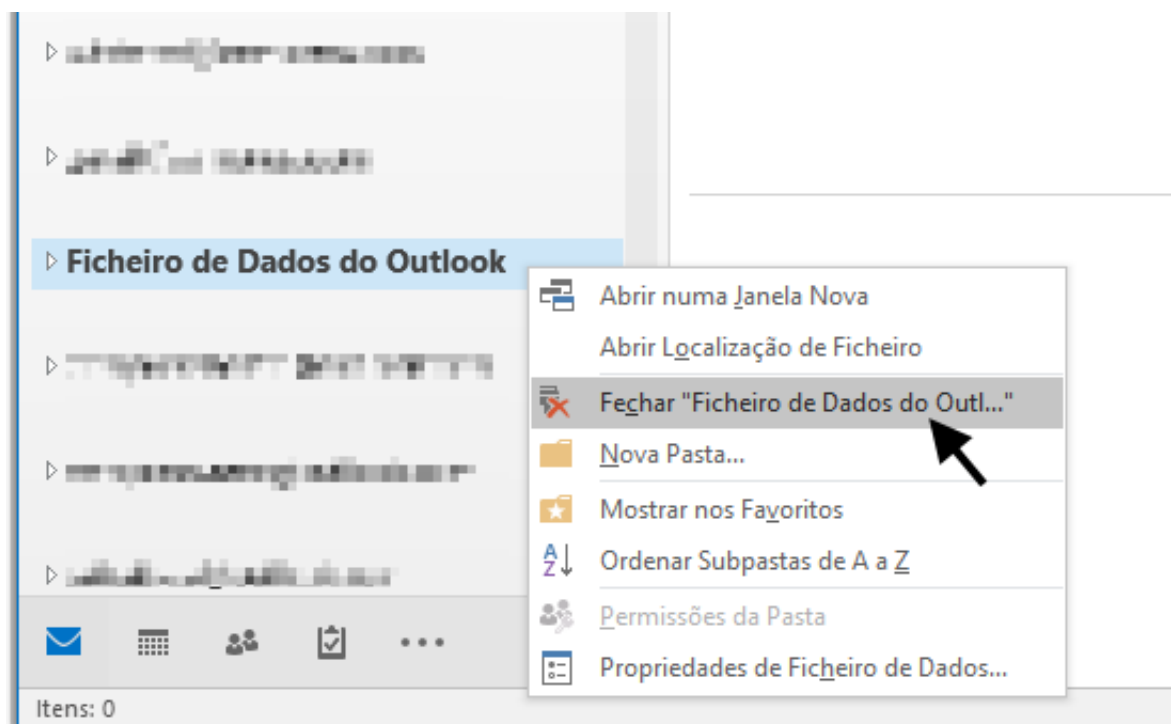 Ficheiro de Dados do Outlook
Abrir numa Janela Nova
Abrir Localização de Ficheiro
Fechar "Ficheiro de Dados do Outl..."
Nova Pasta...
Mostrar nos Favoritos
Ordenar Subpastas de A a Z
Permissões da Pasta
Propriedades de Ficheiro de Dados...
Itens: 0